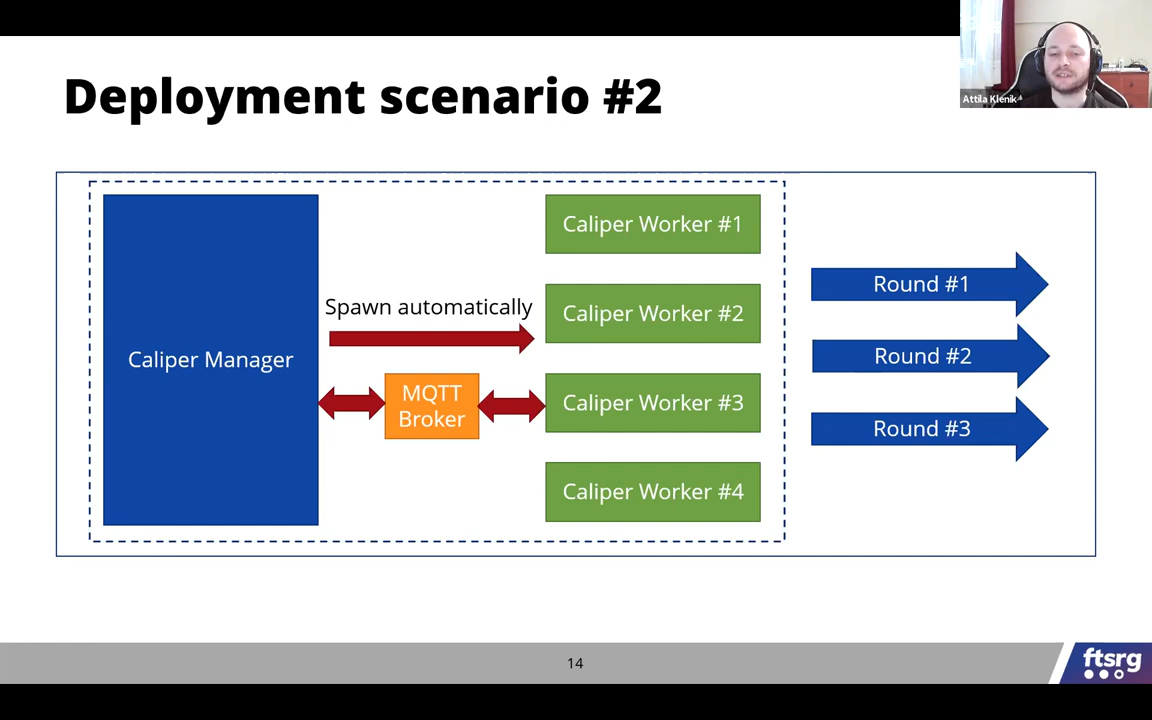 Deployment scenario #2
Attila Klenik
Caliper Manager
Spawn automatically
MQTT
Broker
Caliper Worker #1
Caliper Worker #2
Caliper Worker #3
Caliper Worker #4
Round #1
Round #2
Round #3
14
ftsrg